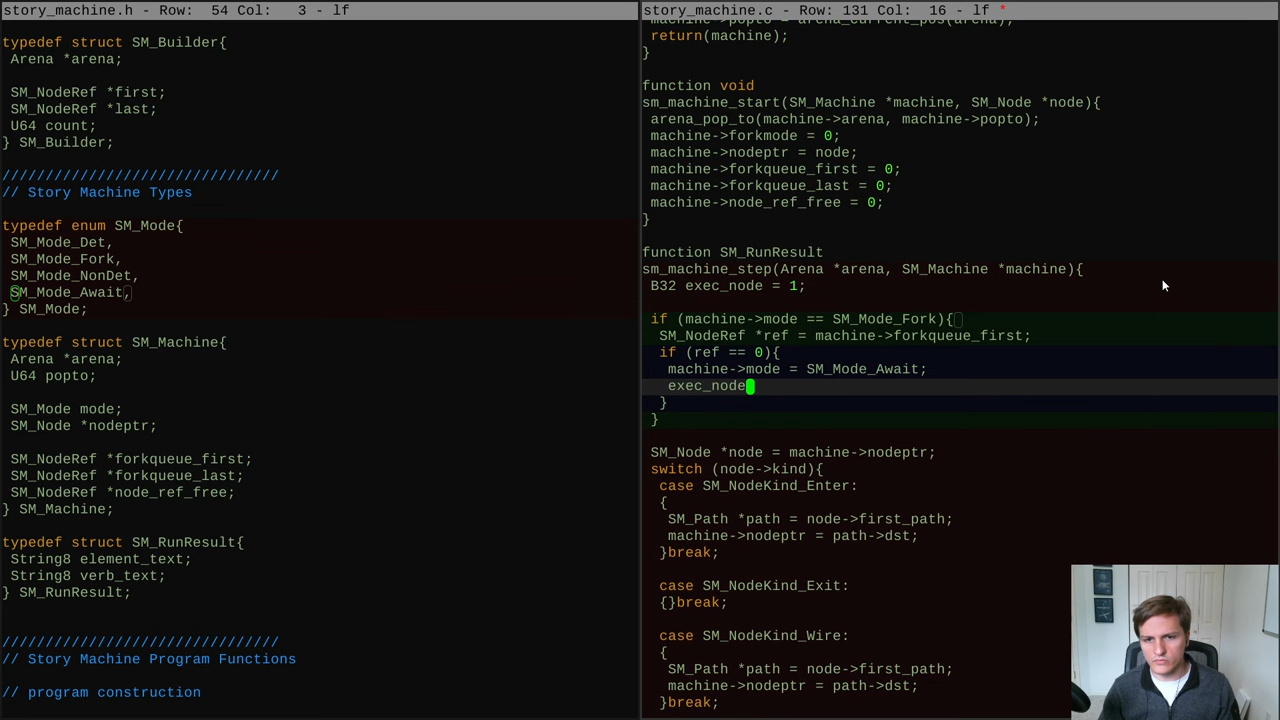 story_machine.h - Row:  54 Col:   3 - lf
typedef struct SM_Builder{
 Arena *arena;
 SM_NodeRef *first;
 SM_NodeRef *last;
 U64 count;
} SM_Builder;
////////////////////////////////
// Story Machine Types
typedef enum SM_Mode{
 SM_Mode_Det,
 SM_Mode_Fork,
 SM_Mode_NonDet,
 SM_Mode_Await,
} SM_Mode;
typedef struct SM_Machine{
 Arena *arena;
 U64 popto;
 SM_Mode mode;
 SM_Node *nodeptr;
 SM_NodeRef *forkqueue_first;
 SM_NodeRef *forkqueue_last;
 SM_NodeRef *node_ref_free;
} SM_Machine;
typedef struct SM_RunResult{
 String8 element_text;
 String8 verb_text;
} SM_RunResult;
////////////////////////////////
// Story Machine Program Functions
// program construction
story_machine.c - Row: 131 Col:  16 - lf *
 machine->popto = arena_current_pos(arena);
 return(machine);
}
function void
sm_machine_start(SM_Machine *machine, SM_Node *node){
 arena_pop_to(machine->arena, machine->popto);
 machine->forkmode = 0;
 machine->nodeptr = node;
 machine->forkqueue_first = 0;
 machine->forkqueue_last = 0;
 machine->node_ref_free = 0;
}
function SM_RunResult
sm_machine_step(Arena *arena, SM_Machine *machine){
 B32 exec_node = 1;
 if (machine->mode == SM_Mode_Fork){
  SM_NodeRef *ref = machine->forkqueue_first;
  if (ref == 0){
   machine->mode = SM_Mode_Await;
   exec_node
  }
 }
 SM_Node *node = machine->nodeptr;
 switch (node->kind){
  case SM_NodeKind_Enter:
  {
   SM_Path *path = node->first_path;
   machine->nodeptr = path->dst;
  }break;
  case SM_NodeKind_Exit:
  {}break;
  case SM_NodeKind_Wire:
  {
   SM_Path *path = node->first_path;
   machine->nodeptr = path->dst;
  }break;